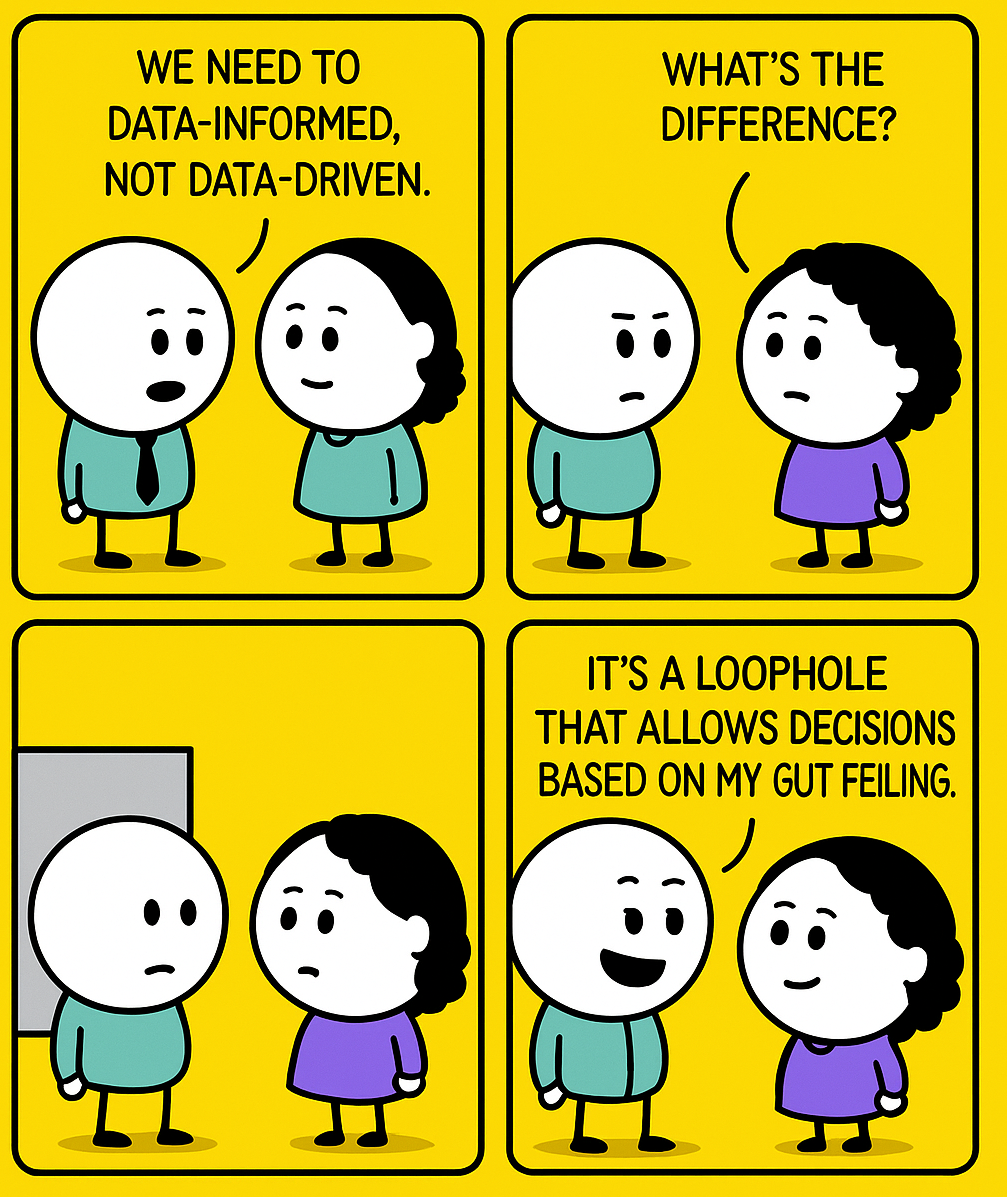 WE NEED TO
DATA-INFORMED,
NOT DATA-DRIVEN.
WHAT'S THE
DIFFERENCE?
IT'S A LOOPHOLE
THAT ALLOWS DECISIONS
BASED ON MY GUT FEILING.